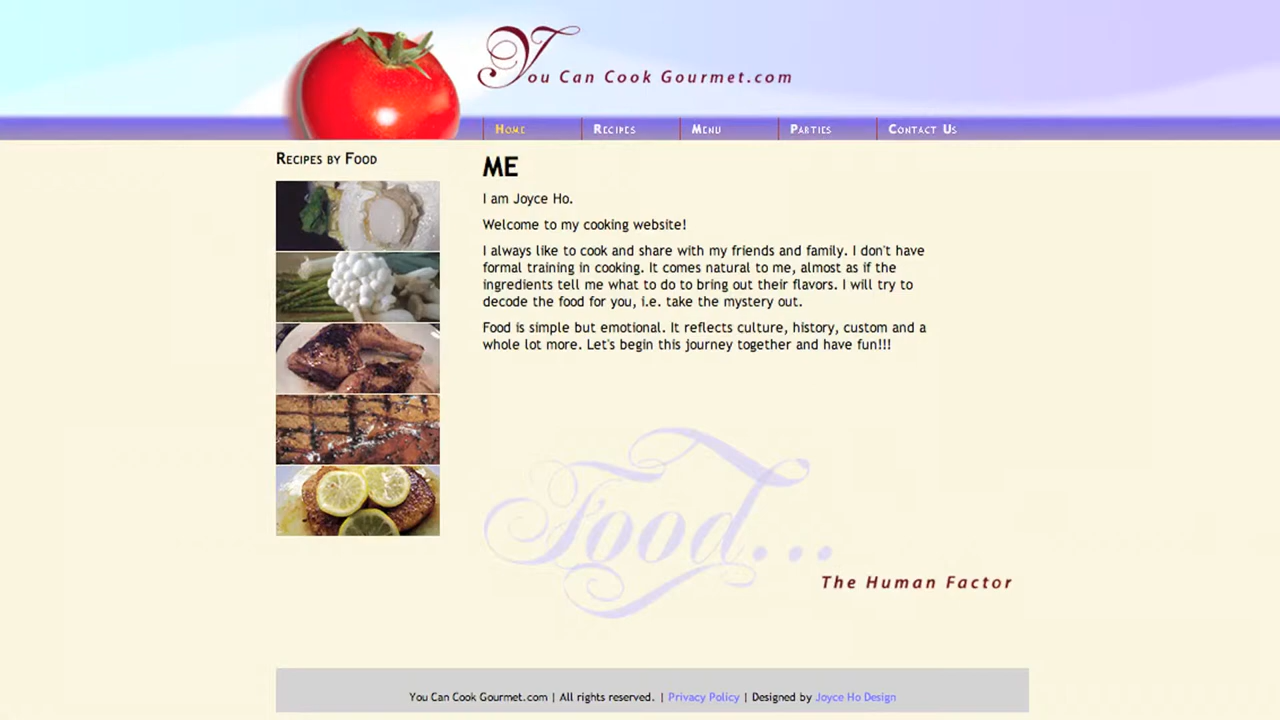 You Can Cook Gourmet.com
Home Recipes Menu Parties Contact Us
Recipes by Food
ME
I am Joyce Ho.
Welcome to my cooking website!
I always like to cook and share with my friends and family. I don't have
formal training in cooking. It comes natural to me, almost as if the
ingredients tell me what to do to bring out their flavors. I will try to
decode the food for you, i.e. take the mystery out.
Food is simple but emotional. It reflects culture, history, custom and a
whole lot more. Let's begin this journey together and have fun!!!
Food...
The Human Factor
You Can Cook Gourmet.com | All rights reserved. | Privacy Policy | Designed by Joyce Ho Design